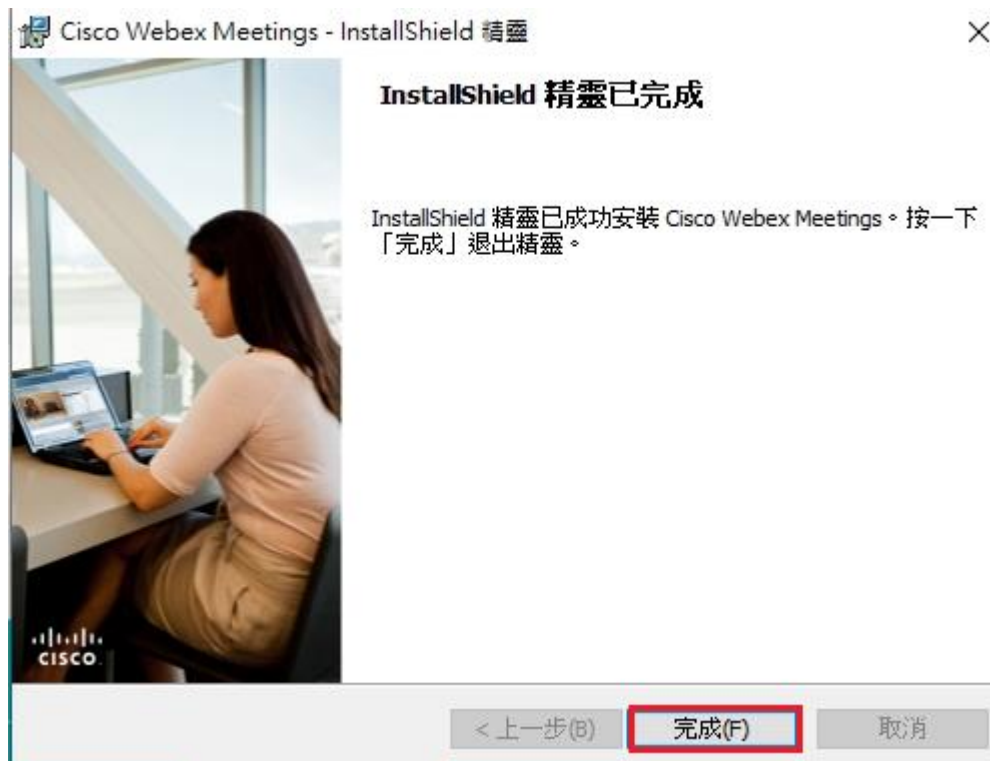 Cisco Webex Meetings - InstallShield 精靈
InstallShield 精靈已完成
InstallShield 精靈已成功安裝 Cisco Webex Meetings。按一下
「完成」退出精靈。
CISCO
< 上一步(B) 完成(F) 取消